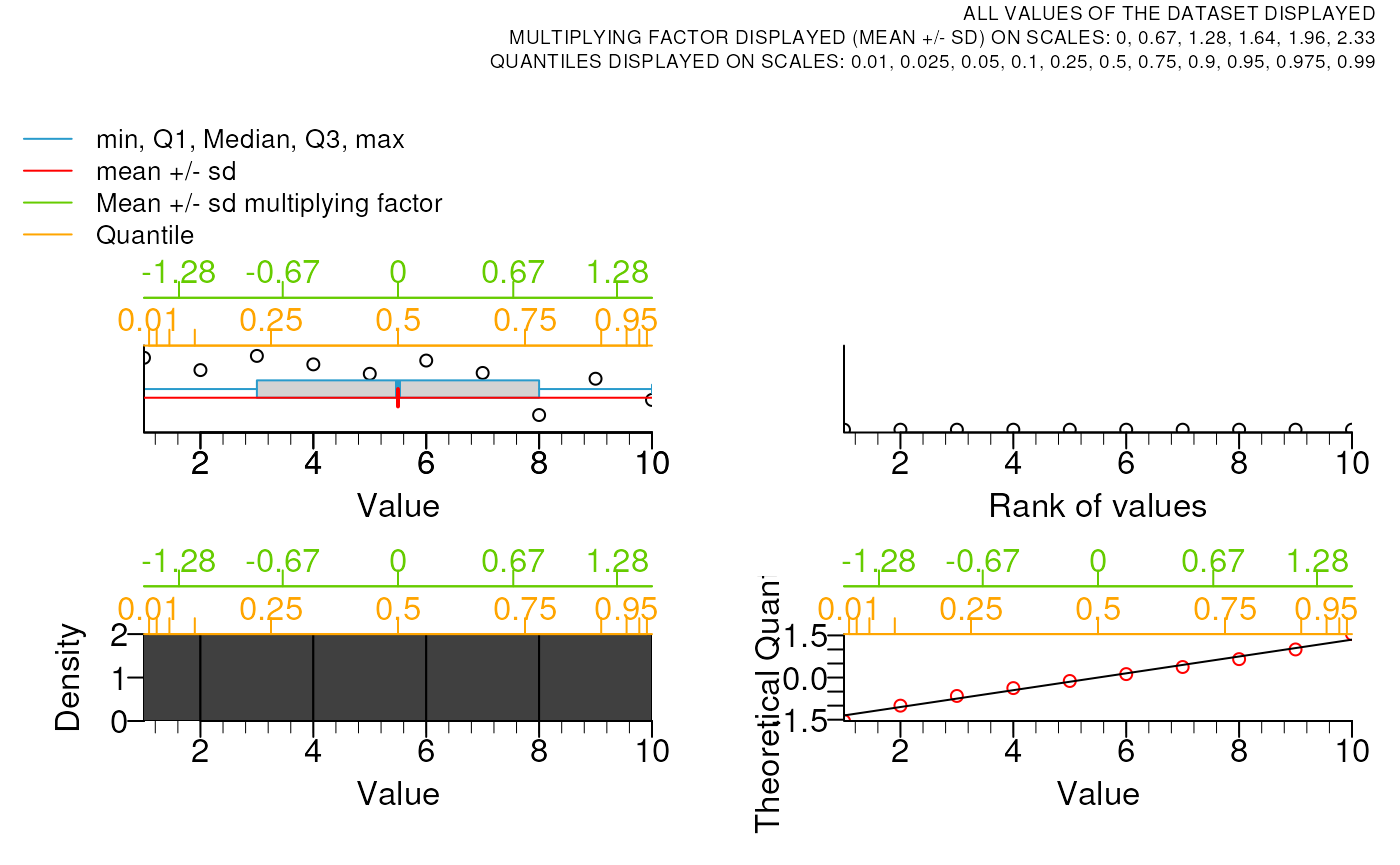 ALL VALUES OF THE DATASET DISPLAYED
MULTIPLYING FACTOR DISPLAYED (MEAN +/- SD) ON SCALES: 0, 0.67, 1.28, 1.64, 1.96, 2.33
QUANTILES DISPLAYED ON SCALES: 0.01, 0.025, 0.05, 0.1, 0.25, 0.5, 0.75, 0.9, 0.95, 0.975, 0.99
min, Q1, Median, Q3, max
mean +/- sd
Mean +/- sd multiplying factor
Quantile
-1.28 -0.67 0 0.67 1.28
0.01 0.25 0.5 0.75 0.95
2 4 6 8 10
Value
2 4 6 8 10
Rank of values
-1.28 -0.67 0 0.67 1.28
0.01 0.25 0.5 0.75 0.95
Density
2
1
0
2 4 6 8 10
Value
-1.28 -0.67 0 0.67 1.28
0.01 0.25 0.5 0.75 0.95
Theoretical Quan
1.5
0.0
1.5
2 4 6 8 10
Value